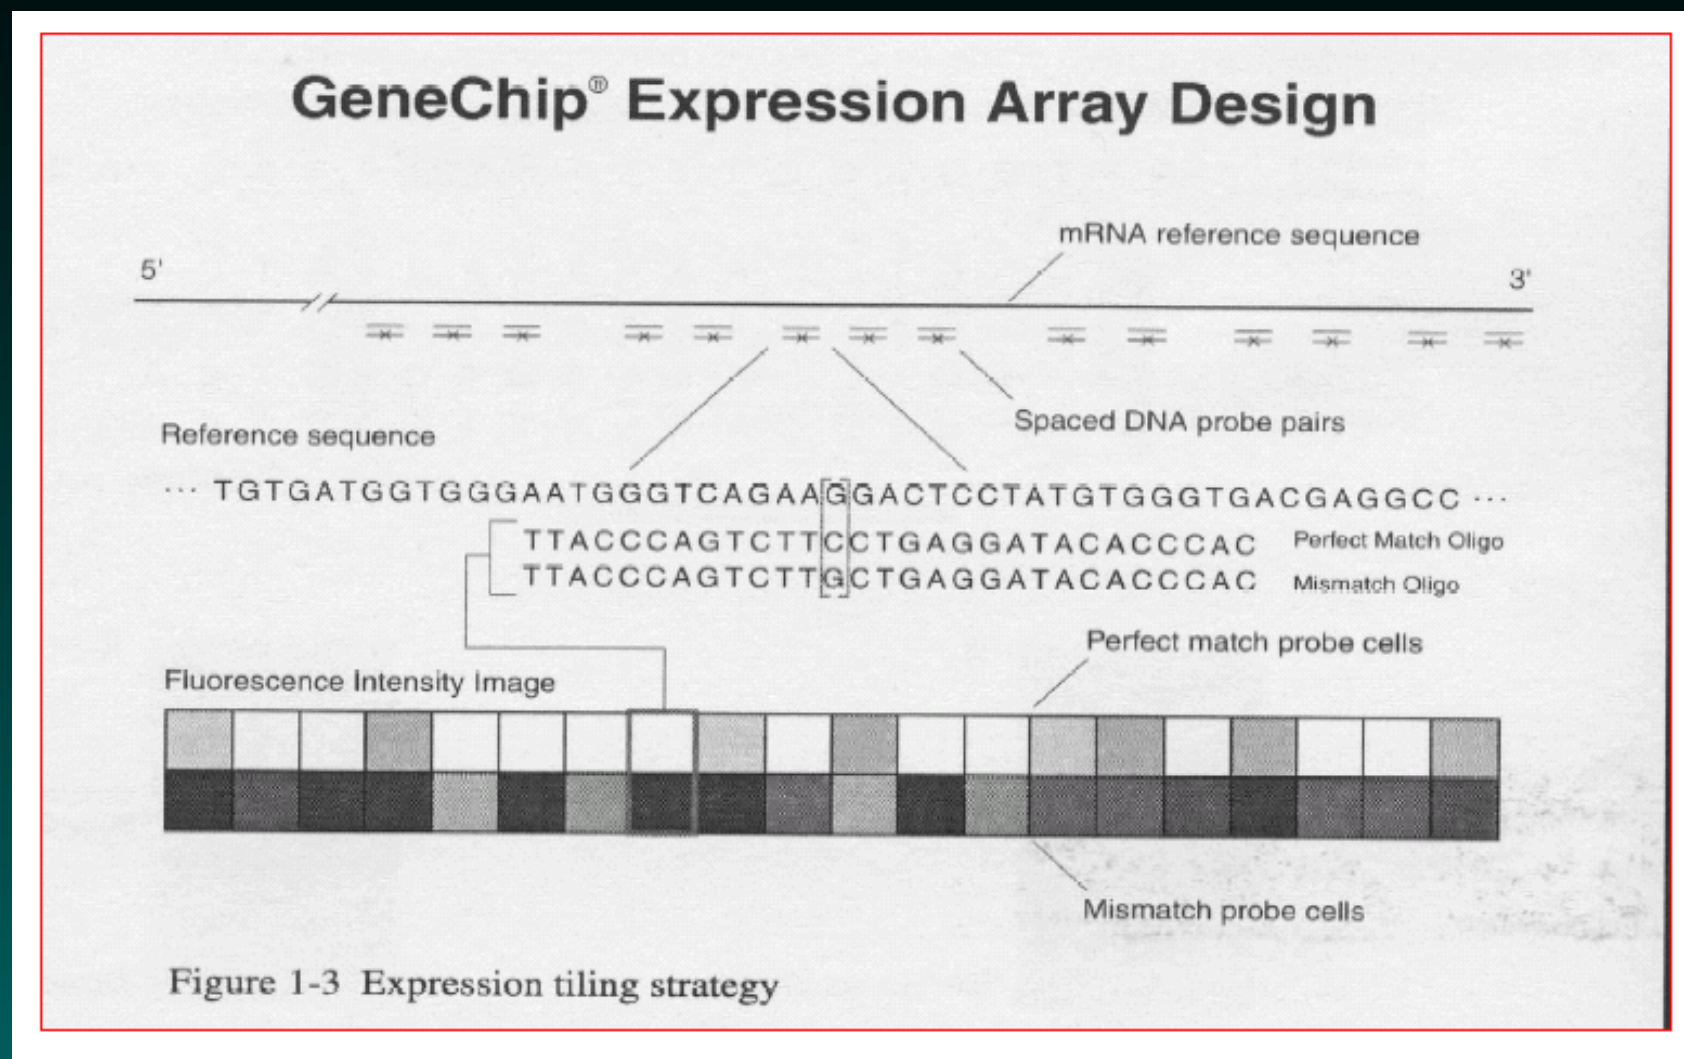 GeneChip® Expression Array Design
mRNA reference sequence
5'
3'
Spaced DNA probe pairs
Reference sequence
... TGTGATGGTGGGAATGGGTCAGAAGGACTCCTATGTGGGTGACGAGGCC ...
TTACCCAGTCTTCCTGAGGATACACCCAC Perfect Match Oligo
TTACCCAGTCTTGCTGAGGATACACCCAC Mismatch Oligo
Perfect match probe cells
Fluorescence Intensity Image
Mismatch probe cells
Figure 1-3 Expression tiling strategy